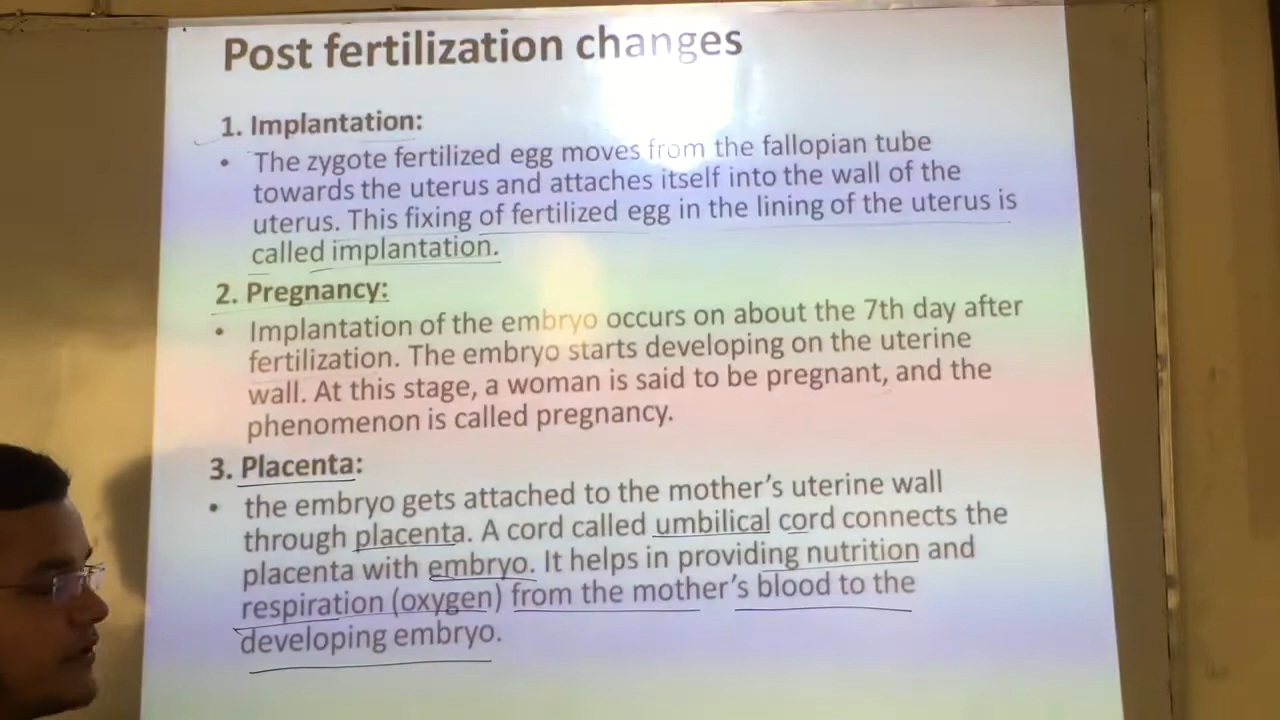 Post fertilization changes
1. Implantation:
• The zygote fertilized egg moves from the fallopian tube
towards the uterus and attaches itself into the wall of the
uterus. This fixing of fertilized egg in the lining of the uterus is
called implantation.
2. Pregnancy:
• Implantation of the embryo occurs on about the 7th day after
fertilization. The embryo starts developing on the uterine
wall. At this stage, a woman is said to be pregnant, and the
phenomenon is called pregnancy.
3. Placenta:
• the embryo gets attached to the mother's uterine wall
through placenta. A cord called umbilical cord connects the
placenta with embryo. It helps in providing nutrition and
respiration (oxygen) from the mother's blood to the
developing embryo.